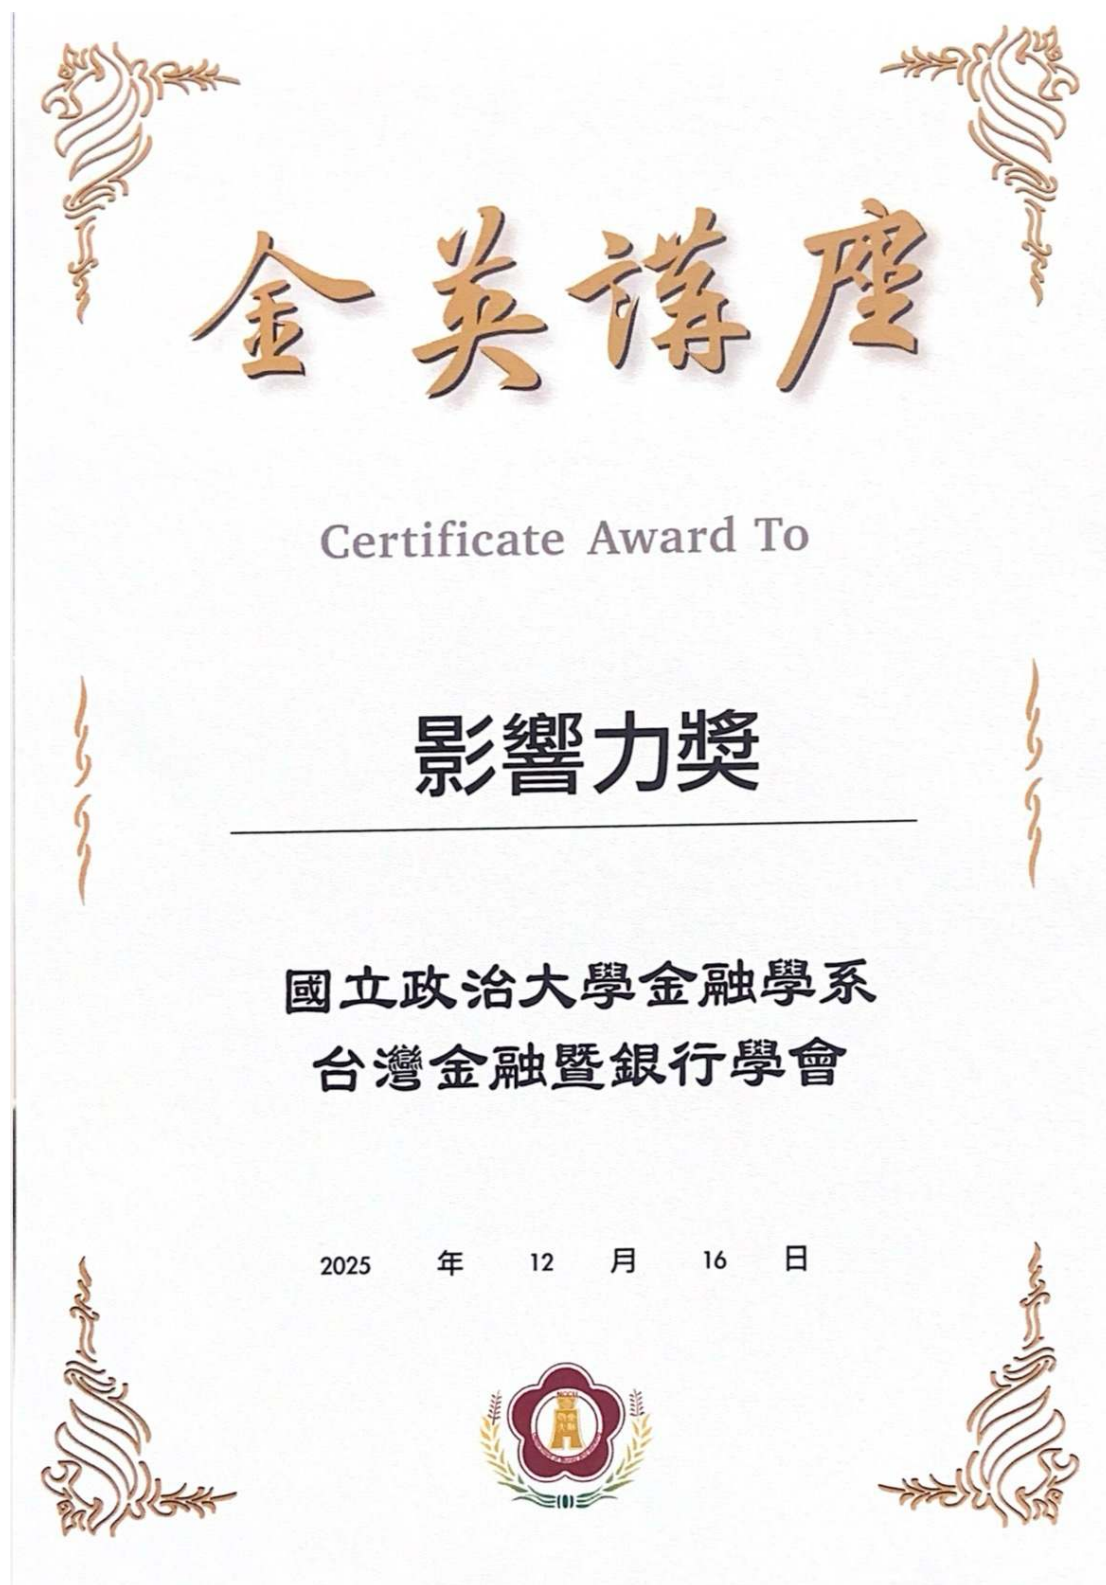 金英講座
Certificate Award To
影響力獎
國立政治大學金融學系
台灣金融暨銀行學會
2025 年 12 月 16 日
NCCU